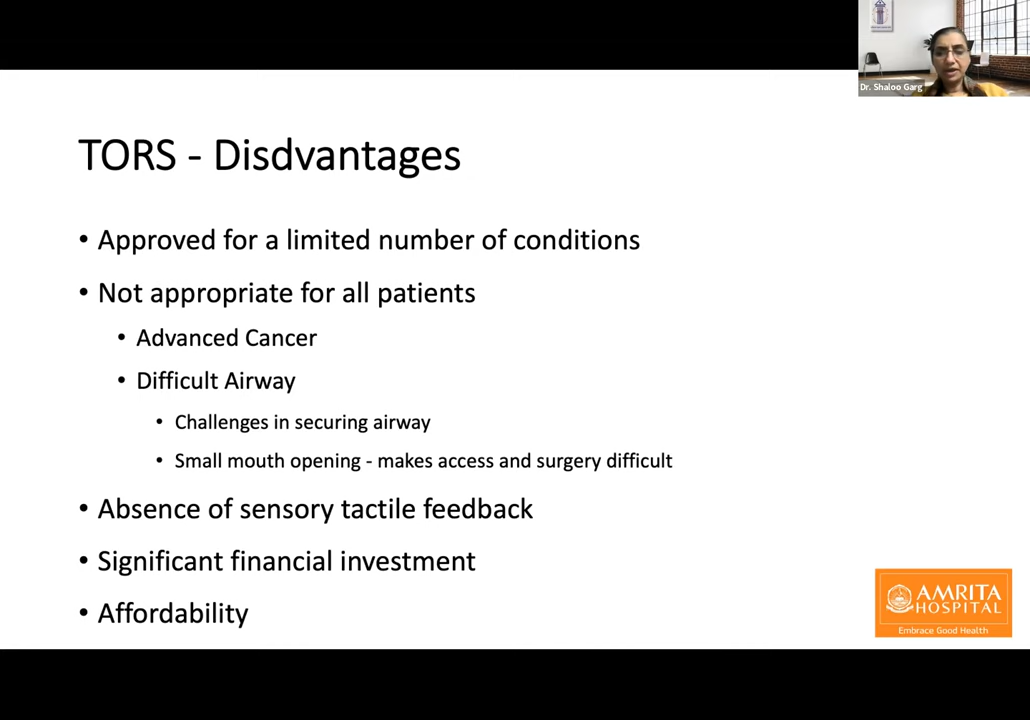 Dr. Shaloo Garg
TORS - Disdvantages
• Approved for a limited number of conditions
• Not appropriate for all patients
• Advanced Cancer
• Difficult Airway
• Challenges in securing airway
• Small mouth opening - makes access and surgery difficult
• Absence of sensory tactile feedback
• Significant financial investment
• Affordability
AMRITA
HOSPITAL
Embrace Good Health